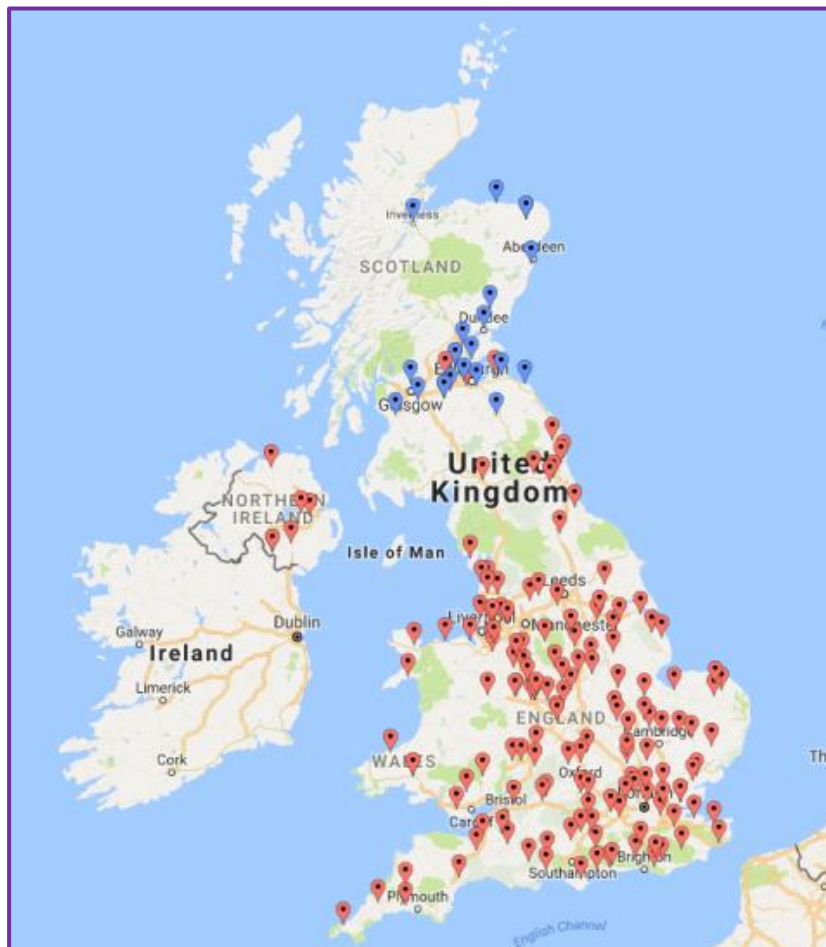 Inverness
Aberdeen
SCOTLAND
Dundee
Edinburgh
Glasgow
United
Kingdom
NORTHERN
IRELAND
Isle of Man
Leeds
Liverpool
Manchester
Dublin
Galway
Ireland
Limerick
ENGLAND
Cambridge
Cork
WALES
Oxford
Th
Bristol
Cardiff
Southampton
Brighton
Plymouth
English Channel